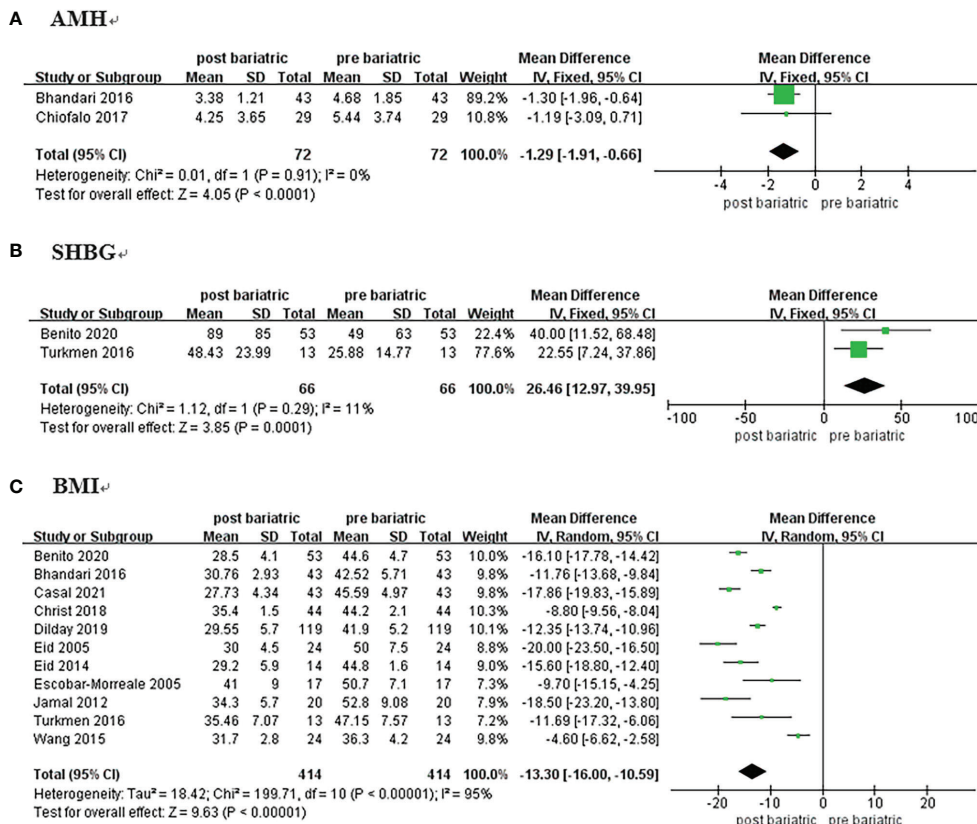 A AMH↵
post bariatric pre bariatric Mean Difference Mean Difference
Study or Subgroup Mean SD Total Mean SD Total Weight IV, Fixed, 95% CI IV, Fixed, 95% CI
Bhandari 2016 3.38 1.21 43 4.68 1.85 43 89.2% -1.30 [-1.96, -0.64]
Chiofalo 2017 4.25 3.65 29 5.44 3.74 29 10.8% -1.19 [-3.09, 0.71]
Total (95% CI) 72 72 100.0% -1.29 [-1.91, -0.66]
Heterogeneity: Chi² = 0.01, df = 1 (P = 0.91); I² = 0%
Test for overall effect: Z = 4.05 (P < 0.0001)
-4 -2 0 2 4
post bariatric pre bariatric
B SHBG↵
post bariatric pre bariatric Mean Difference Mean Difference
Study or Subgroup Mean SD Total Mean SD Total Weight IV, Fixed, 95% CI IV, Fixed, 95% CI
Benito 2020 89 85 53 49 63 53 22.4% 40.00 [11.52, 68.48]
Turkmen 2016 48.43 23.99 13 25.88 14.77 13 77.6% 22.55 [7.24, 37.86]
Total (95% CI) 66 66 100.0% 26.46 [12.97, 39.95]
Heterogeneity: Chi² = 1.12, df = 1 (P = 0.29); I² = 11%
Test for overall effect: Z = 3.85 (P = 0.0001)
-100 -50 0 50 100
post bariatric pre bariatric
C BMI↵
post bariatric pre bariatric Mean Difference Mean Difference
Study or Subgroup Mean SD Total Mean SD Total Weight IV, Random, 95% CI IV, Random, 95% CI
Benito 2020 28.5 4.1 53 44.6 4.7 53 10.0% -16.10 [-17.78, -14.42]
Bhandari 2016 30.76 2.93 43 42.52 5.71 43 9.8% -11.76 [-13.68, -9.84]
Casal 2021 27.73 4.34 43 45.59 4.97 43 9.8% -17.86 [-19.83, -15.89]
Christ 2018 35.4 1.5 44 44.2 2.1 44 10.3% -8.80 [-9.56, -8.04]
Dilday 2019 29.55 5.7 119 41.9 5.2 119 10.1% -12.35 [-13.74, -10.96]
Eid 2005 30 4.5 24 50 7.5 24 8.8% -20.00 [-23.50, -16.50]
Eid 2014 29.2 5.9 14 44.8 1.6 14 9.0% -15.60 [-18.80, -12.40]
Escobar-Morreale 2005 41 9 17 50.7 7.1 17 7.3% -9.70 [-15.15, -4.25]
Jamal 2012 34.3 5.7 20 52.8 9.08 20 7.9% -18.50 [-23.20, -13.80]
Turkmen 2016 35.46 7.07 13 47.15 7.57 13 7.2% -11.69 [-17.32, -6.06]
Wang 2015 31.7 2.8 24 36.3 4.2 24 9.8% -4.60 [-6.62, -2.58]
Total (95% CI) 414 414 100.0% -13.30 [-16.00, -10.59]
Heterogeneity: Tau² = 18.42; Chi² = 199.71, df = 10 (P < 0.00001); I² = 95%
Test for overall effect: Z = 9.63 (P < 0.00001)
-20 -10 0 10 20
post bariatric pre bariatric